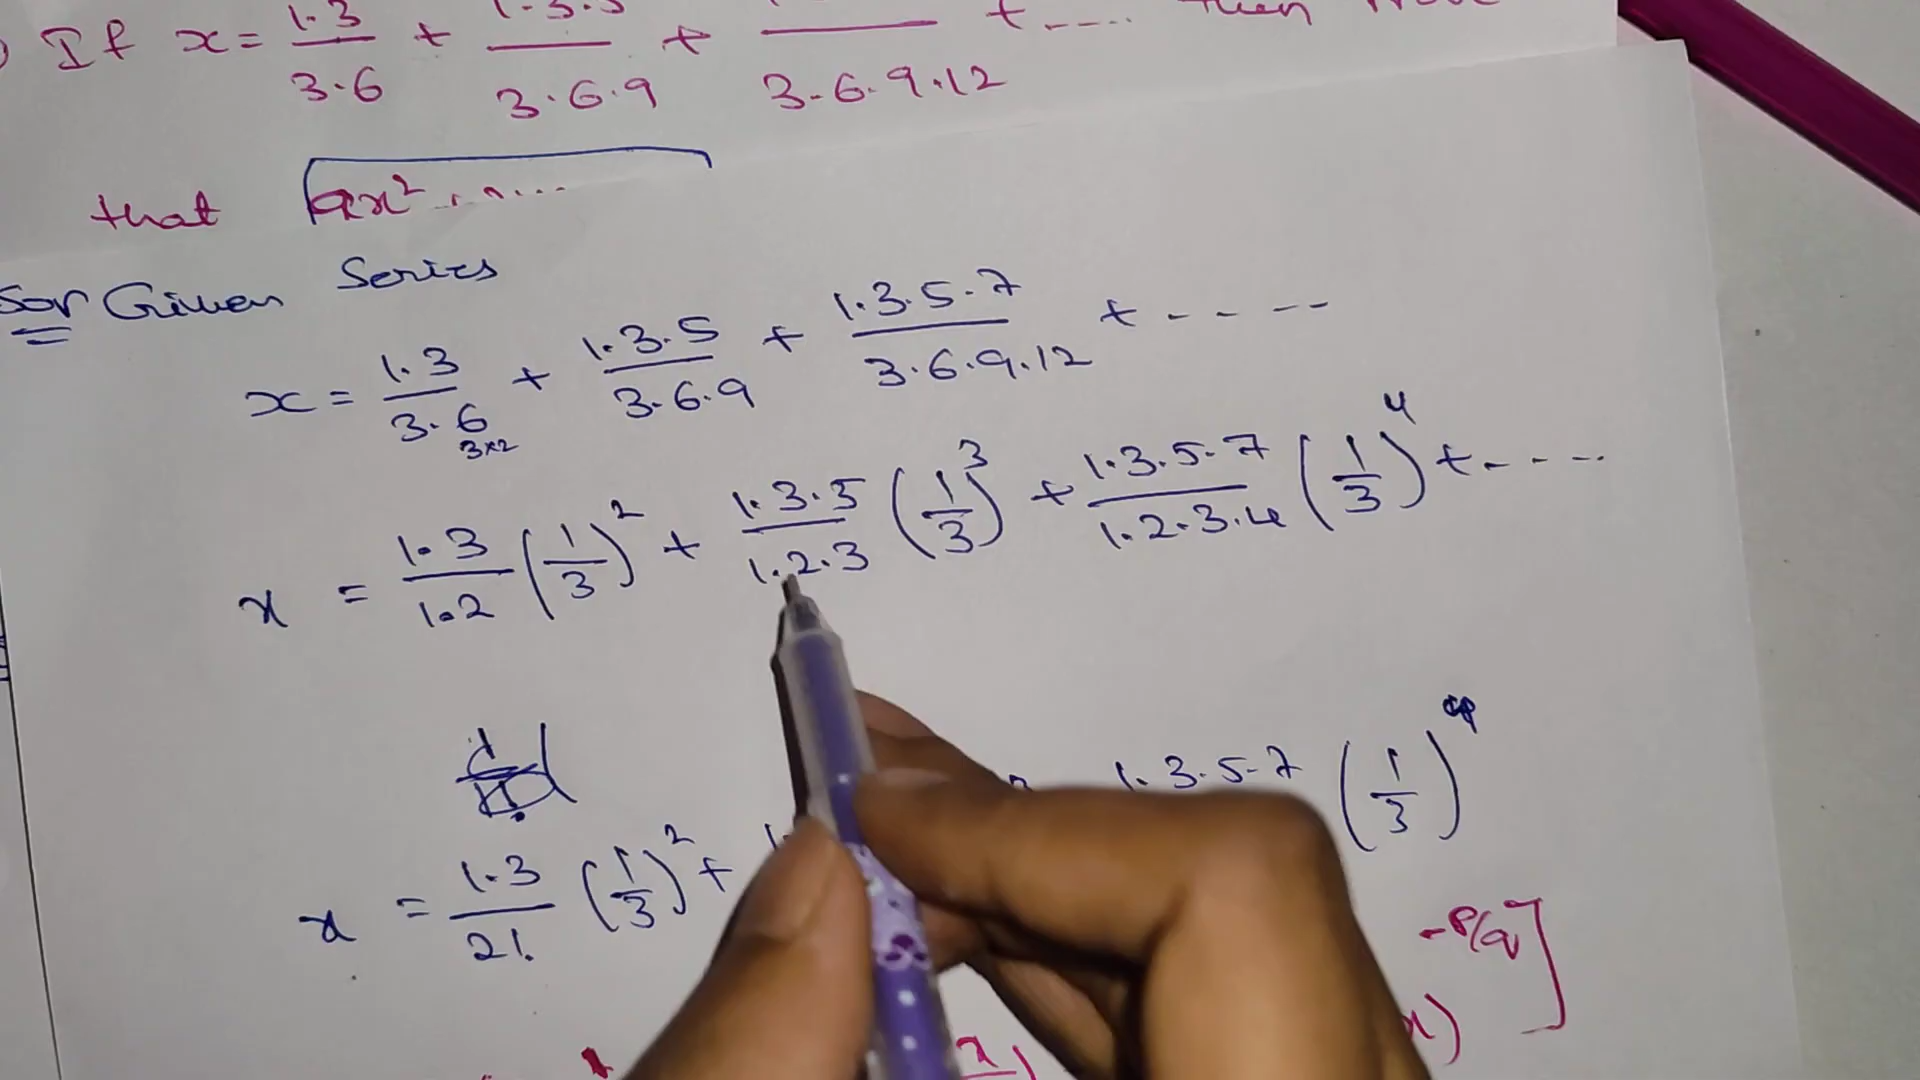 If x = 1.3/3.6 + 1.3.5/3.6.9 + /3.6.9.12 + .... then
that 9x² ......
Sol Given Series
x = 1.3/3.6 + 1.3.5/3.6.9 + 1.3.5.7/3.6.9.12 + ----
3×2
x = 1.3/1.2 (1/3)² + 1.3.5/1.2.3 (1/3)³ + 1.3.5.7/1.2.3.4 (1/3)⁴ + ....
x = 1.3/2! (1/3)² + 1.3.5.7 (1/3)⁴
-P/q]
x
x)